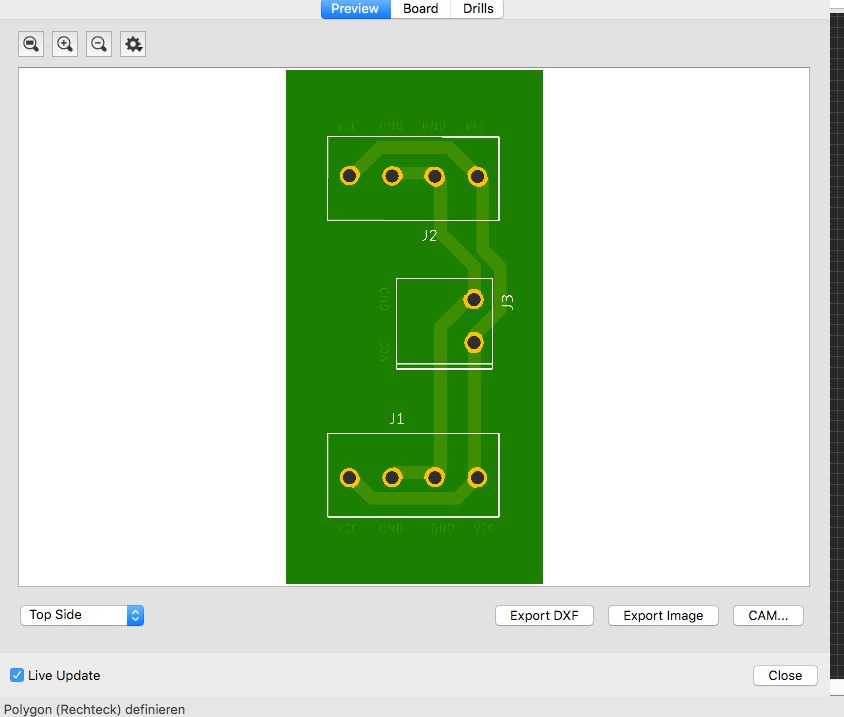 Preview Board Drills
VCC GND GND VCC
J2
GND
J3
VCC
J1
VCC GND GND VCC
Top Side
Export DXF Export Image CAM...
Live Update
Close
Polygon (Rechteck) definieren